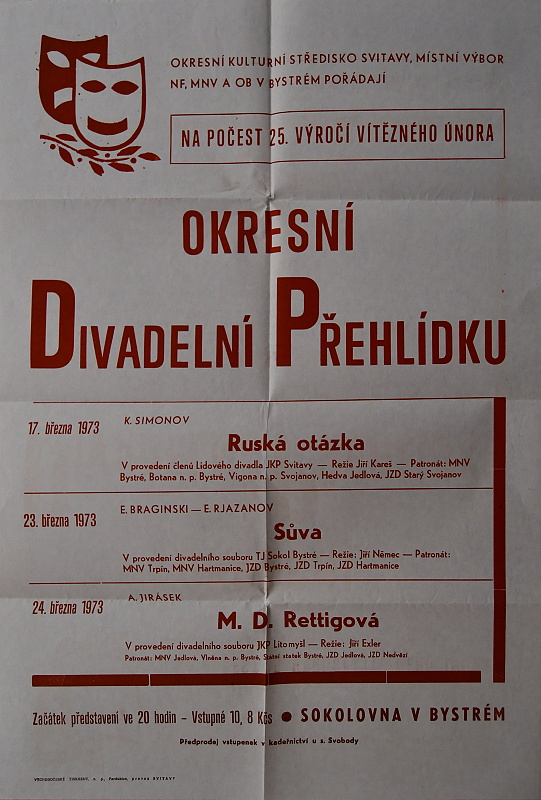 OKRESNÍ KULTURNÍ STŘEDISKO SVITAVY, MÍSTNÍ VÝBOR
NF, MNV A OB V BYSTRÉM POŘÁDAJÍ
NA POČEST 25. VÝROČÍ VÍTĚZNÉHO ÚNORA
OKRESNÍ
DIVADELNÍ PŘEHLÍDKU
17. března 1973
K. SIMONOV
Ruská otázka
V provedení členů Lidového divadla JKP Svitavy — Režie Jiří Kareš — Patronát: MNV
Bystré, Botana n. p. Bystré, Vigona n. p. Svojanov, Hedva Jedlová, JZD Starý Svojanov
23. března 1973
E. BRAGINSKI — E. RJAZANOV
Sůva
V provedení divadelního souboru TJ Sokol Bystré — Režie: Jiří Němec — Patronát:
MNV Trpín, MNV Hartmanice, JZD Bystré, JZD Trpín, JZD Hartmanice
24. března 1973
A. JIRÁSEK
M. D. Rettigová
V provedení divadelního souboru JKP Litomyšl — Režie: Jiří Exler
Patronát: MNV Jedlová, Vlněna n. p. Bystré, Státní statek Bystré, JZD Jedlová, JZD Nedvězí
Začátek představení ve 20 hodin – Vstupné 10, 8 Kčs ● SOKOLOVNA V BYSTRÉM
Předprodej vstupenek v kadeřnictví u s. Svobody
VÝCHODOČESKÉ TISKÁRNY, n. p., Pardubice, provoz SVITAVY